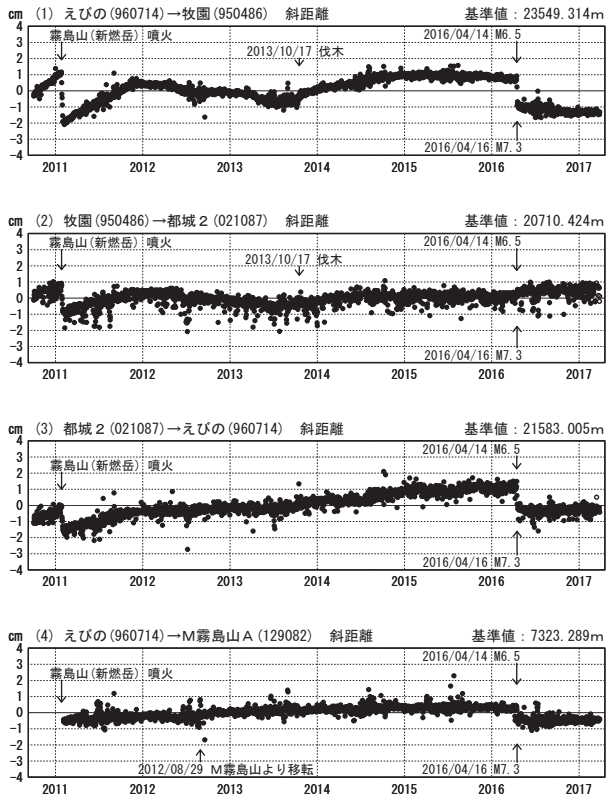 cm (1) えびの(960714)→牧園(950486) 斜距離 基準値：23549.314m
4
3
2
1
0
-1
-2
-3
-4
霧島山(新燃岳) 噴火
2013/10/17 伐木
2016/04/14 M6.5
2016/04/16 M7.3
2011 2012 2013 2014 2015 2016 2017
cm (2) 牧園(950486)→都城２(021087) 斜距離 基準値：20710.424m
4
3
2
1
0
-1
-2
-3
-4
霧島山(新燃岳) 噴火
2013/10/17 伐木
2016/04/14 M6.5
2016/04/16 M7.3
2011 2012 2013 2014 2015 2016 2017
cm (3) 都城２(021087)→えびの(960714) 斜距離 基準値：21583.005m
4
3
2
1
0
-1
-2
-3
-4
霧島山(新燃岳) 噴火
2016/04/14 M6.5
2016/04/16 M7.3
2011 2012 2013 2014 2015 2016 2017
cm (4) えびの(960714)→Ｍ霧島山Ａ(129082) 斜距離 基準値：7323.289m
4
3
2
1
0
-1
-2
-3
-4
霧島山(新燃岳) 噴火
2016/04/14 M6.5
2012/08/29 Ｍ霧島山より移転
2016/04/16 M7.3
2011 2012 2013 2014 2015 2016 2017